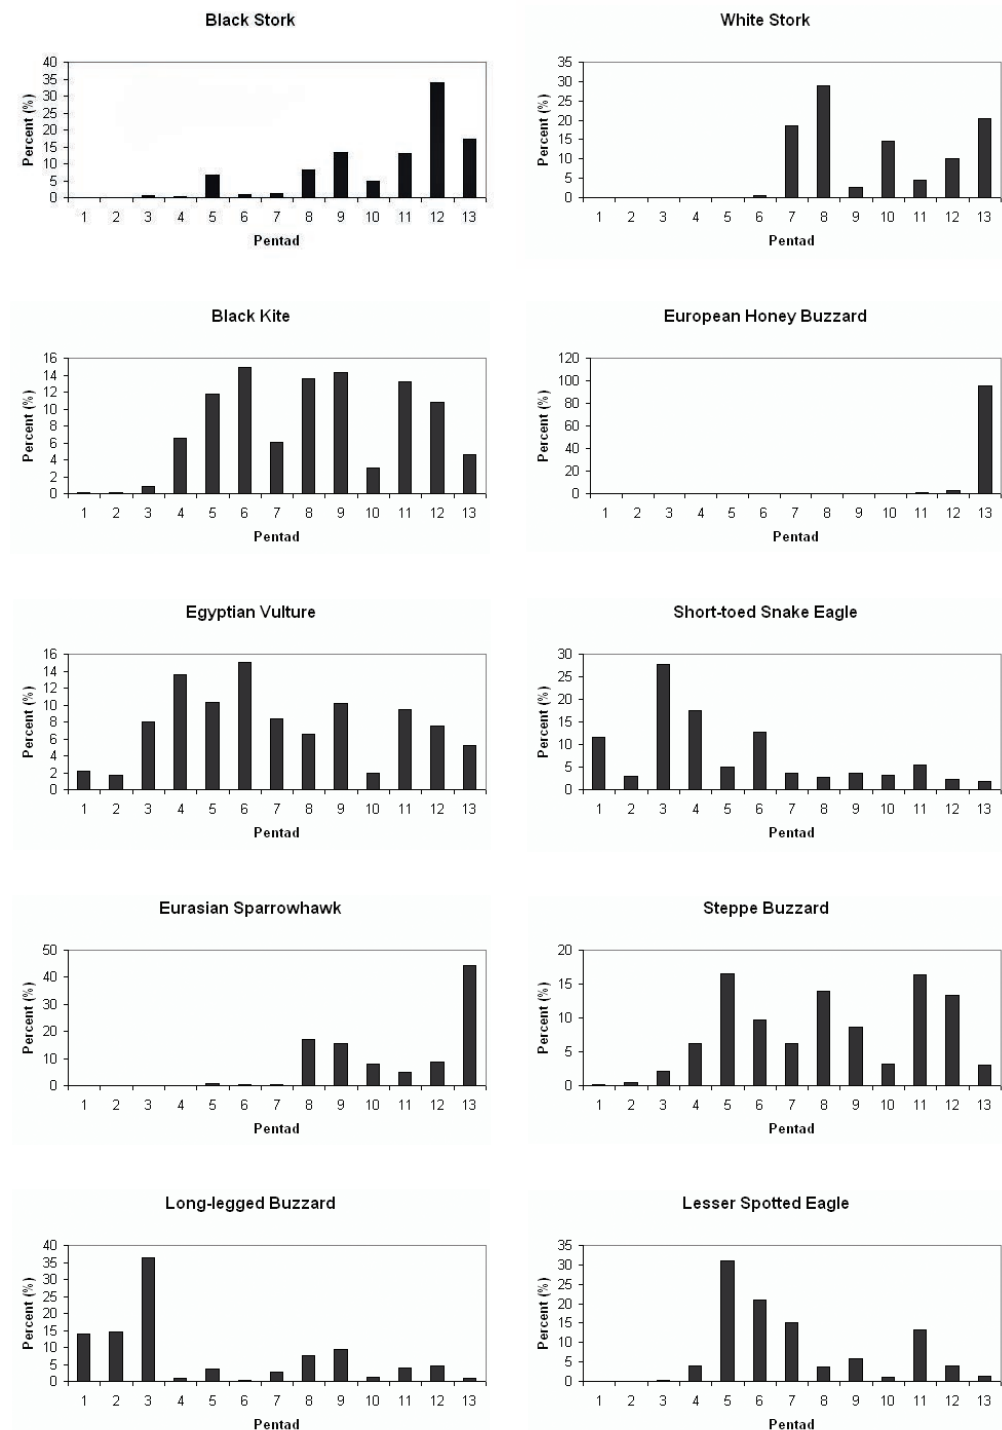 Black Stork
Percent (%)
40
35
30
25
20
15
10
5
0
1 2 3 4 5 6 7 8 9 10 11 12 13
Pentad
White Stork
Percent (%)
35
30
25
20
15
10
5
0
1 2 3 4 5 6 7 8 9 10 11 12 13
Pentad
Black Kite
Percent (%)
16
14
12
10
8
6
4
2
0
1 2 3 4 5 6 7 8 9 10 11 12 13
Pentad
European Honey Buzzard
Percent (%)
120
100
80
60
40
20
0
1 2 3 4 5 6 7 8 9 10 11 12 13
Pentad
Egyptian Vulture
Percent (%)
16
14
12
10
8
6
4
2
0
1 2 3 4 5 6 7 8 9 10 11 12 13
Pentad
Short-toed Snake Eagle
Percent (%)
30
25
20
15
10
5
0
1 2 3 4 5 6 7 8 9 10 11 12 13
Pentad
Eurasian Sparrowhawk
Percent (%)
50
40
30
20
10
0
1 2 3 4 5 6 7 8 9 10 11 12 13
Pentad
Steppe Buzzard
Percent (%)
20
15
10
5
0
1 2 3 4 5 6 7 8 9 10 11 12 13
Pentad
Long-legged Buzzard
Percent (%)
40
35
30
25
20
15
10
5
0
1 2 3 4 5 6 7 8 9 10 11 12 13
Pentad
Lesser Spotted Eagle
Percent (%)
35
30
25
20
15
10
5
0
1 2 3 4 5 6 7 8 9 10 11 12 13
Pentad